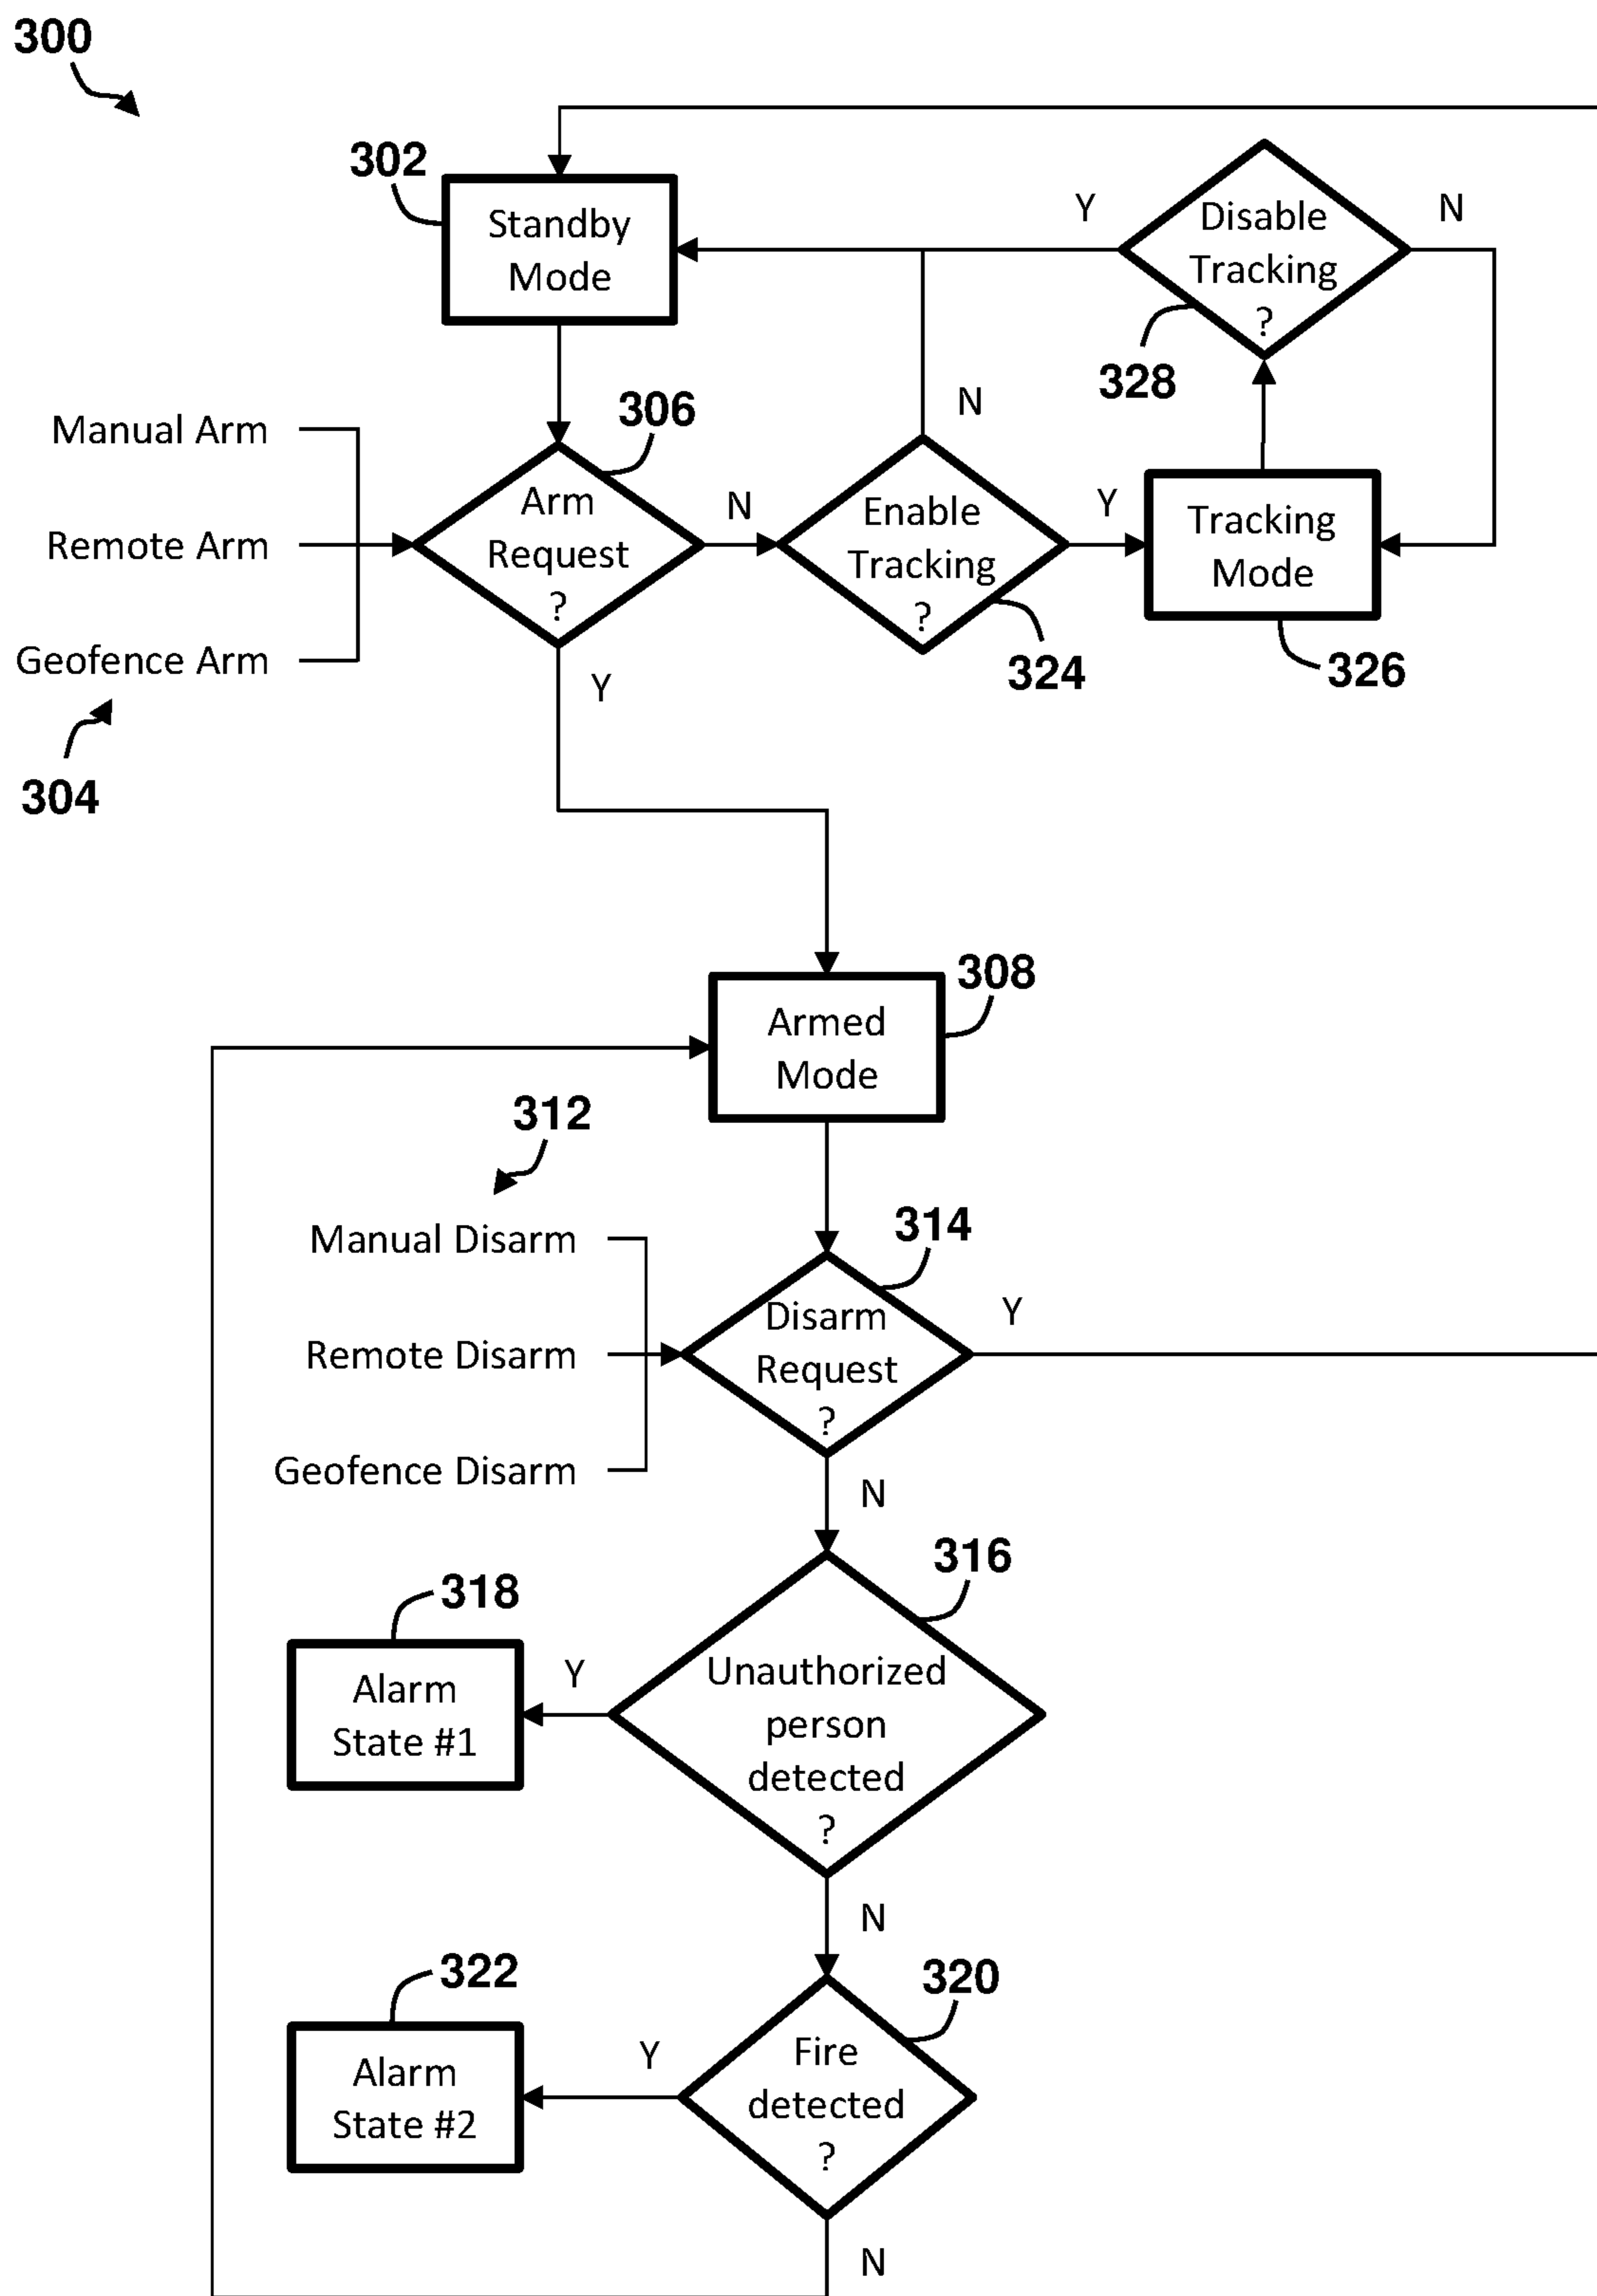 300
302
Standby
Mode
Y
Disable
Tracking
?
N
328
Manual Arm
Remote Arm
Geofence Arm
304
306
Arm
Request
?
N
Y
N
Enable
Tracking
?
324
Y
Tracking
Mode
326
308
Armed
Mode
312
Manual Disarm
Remote Disarm
Geofence Disarm
314
Disarm
Request
?
Y
N
316
Unauthorized
person
detected
?
Y
318
Alarm
State #1
N
320
Fire
detected
?
Y
322
Alarm
State #2
N